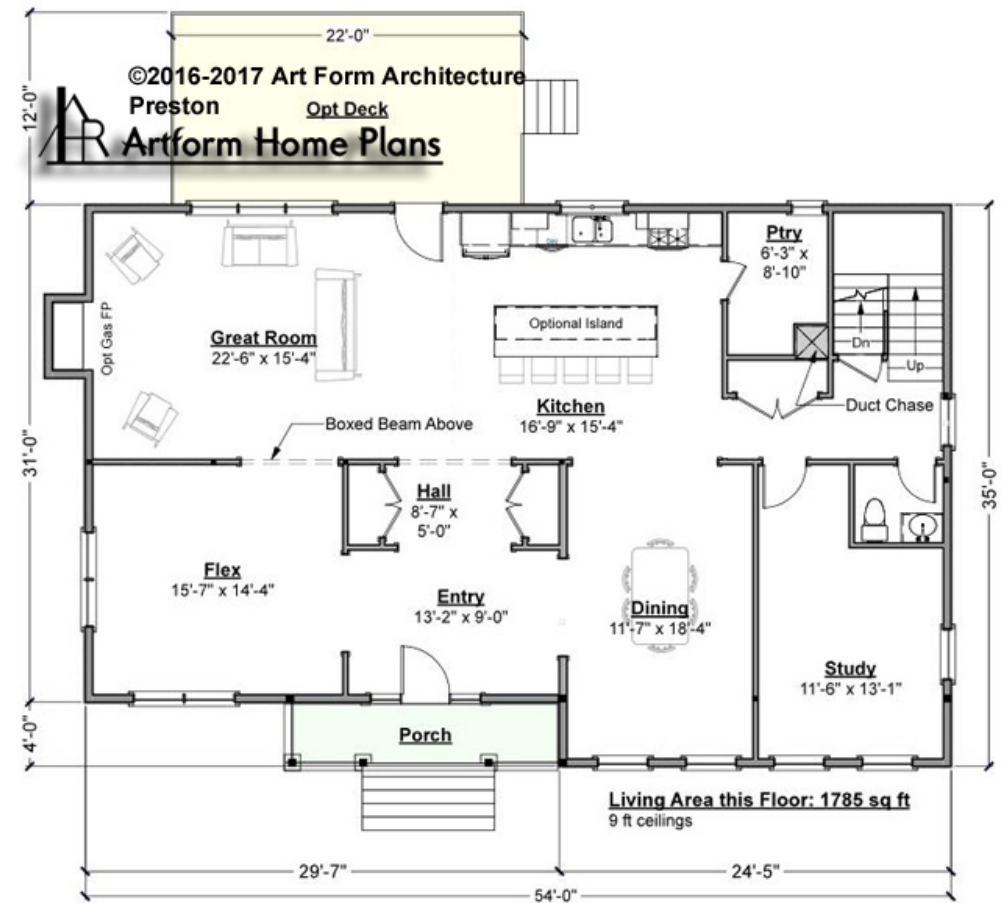 22'-0"
©2016-2017 Art Form Architecture
Preston
Opt Deck
Artform Home Plans
12'-0"
Ptry
6'-3" x
8'-10"
Opt Gas FP
Great Room
22'-6" x 15'-4"
Optional Island
Dn
Up
Kitchen
16'-9" x 15'-4"
Duct Chase
Boxed Beam Above
31'-0"
35'-0"
Hall
8'-7" x
5'-0"
Flex
15'-7" x 14'-4"
Entry
13'-2" x 9'-0"
Dining
11'-7" x 18'-4"
Study
11'-6" x 13'-1"
4'-0"
Porch
Living Area this Floor: 1785 sq ft
9 ft ceilings
29'-7"
24'-5"
54'-0"